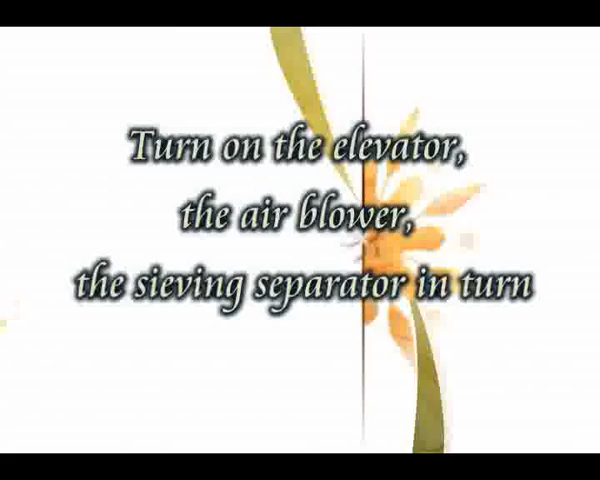 Turn on the elevator,
the air blower,
the sieving separator in turn